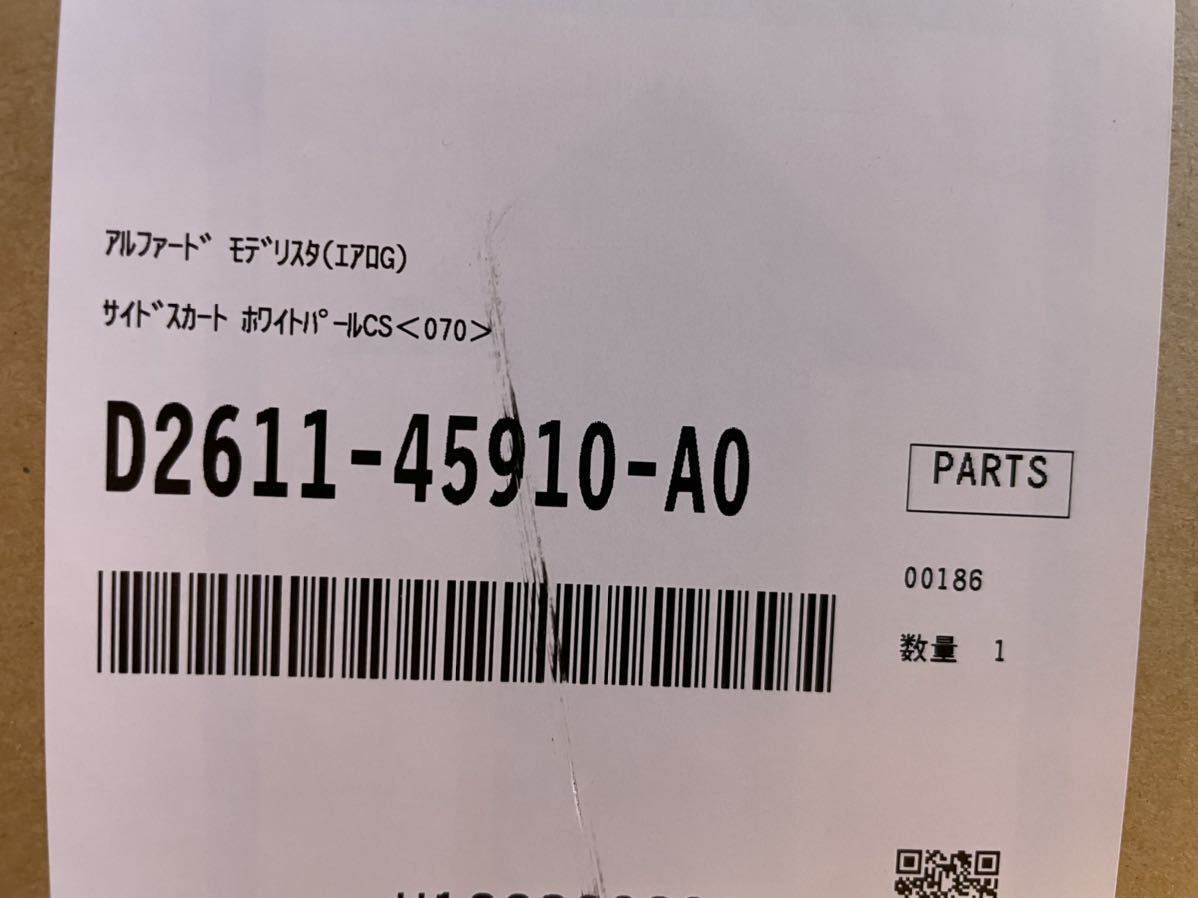 ｱﾙﾌｧｰﾄﾞ ﾓﾃﾞﾘｽﾀ(ｴｱﾛG)
ｻｲﾄﾞｽｶｰﾄ ﾎﾜｲﾄﾊﾟｰﾙCS<070>
D2611-45910-A0
PARTS
00186
数量 1